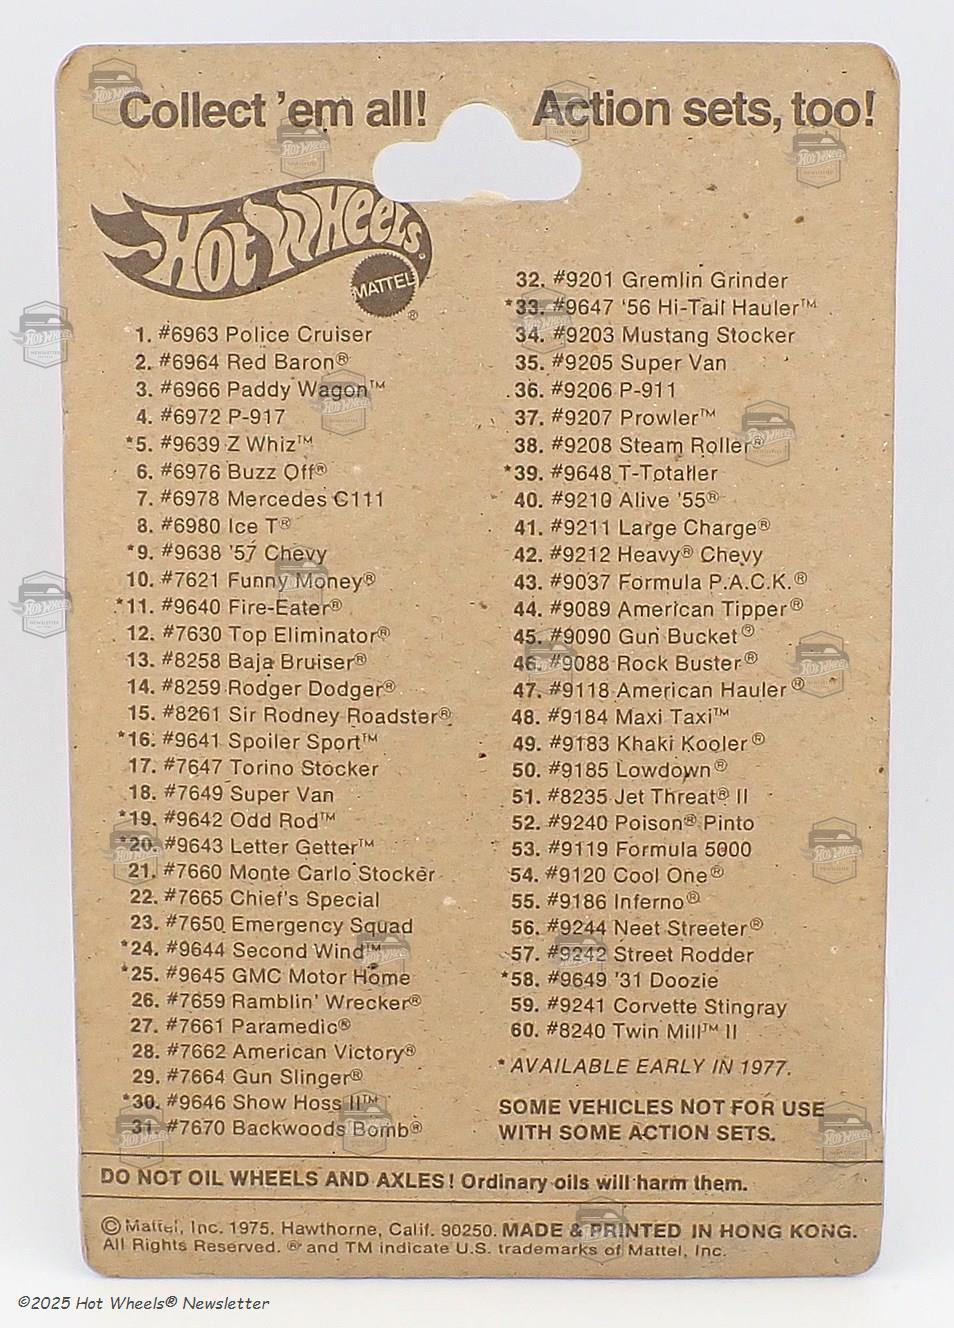 Collect 'em all!
Action sets, too!
Hot Wheels®
MATTEL®
1. #6963 Police Cruiser
2. #6964 Red Baron®
3. #6966 Paddy Wagon™
4. #6972 P-917
*5. #9639 Z Whiz™
6. #6976 Buzz Off®
7. #6978 Mercedes C111
8. #6980 Ice T®
*9. #9638 '57 Chevy
10. #7621 Funny Money®
*11. #9640 Fire-Eater®
12. #7630 Top Eliminator®
13. #8258 Baja Bruiser®
14. #8259 Rodger Dodger®
15. #8261 Sir Rodney Roadster®
*16. #9641 Spoiler Sport™
17. #7647 Torino Stocker
18. #7649 Super Van
*19. #9642 Odd Rod™
*20. #9643 Letter Getter™
21. #7660 Monte Carlo Stocker
22. #7665 Chief's Special
23. #7650 Emergency Squad
*24. #9644 Second Wind™
*25. #9645 GMC Motor Home
26. #7659 Ramblin' Wrecker®
27. #7661 Paramedic®
28. #7662 American Victory®
29. #7664 Gun Slinger®
*30. #9646 Show Hoss II™
31. #7670 Backwoods Bomb®
32. #9201 Gremlin Grinder
*33. #9647 '56 Hi-Tail Hauler™
34. #9203 Mustang Stocker
35. #9205 Super Van
36. #9206 P-911
37. #9207 Prowler™
38. #9208 Steam Roller®
*39. #9648 T-Totaller
40. #9210 Alive '55®
41. #9211 Large Charge®
42. #9212 Heavy® Chevy
43. #9037 Formula P.A.C.K.®
44. #9089 American Tipper®
45. #9090 Gun Bucket®
46. #9088 Rock Buster®
47. #9118 American Hauler®
48. #9184 Maxi Taxi™
49. #9183 Khaki Kooler®
50. #9185 Lowdown®
51. #8235 Jet Threat® II
52. #9240 Poison® Pinto
53. #9119 Formula 5000
54. #9120 Cool One®
55. #9186 Inferno®
56. #9244 Neet Streeter®
57. #9242 Street Rodder
*58. #9649 '31 Doozie
59. #9241 Corvette Stingray
60. #8240 Twin Mill™ II
*AVAILABLE EARLY IN 1977.
SOME VEHICLES NOT FOR USE
WITH SOME ACTION SETS.
DO NOT OIL WHEELS AND AXLES! Ordinary oils will harm them.
©Mattel, Inc. 1975. Hawthorne, Calif. 90250. MADE & PRINTED IN HONG KONG.
All Rights Reserved. ® and TM indicate U.S. trademarks of Mattel, Inc.
©2025 Hot Wheels® Newsletter